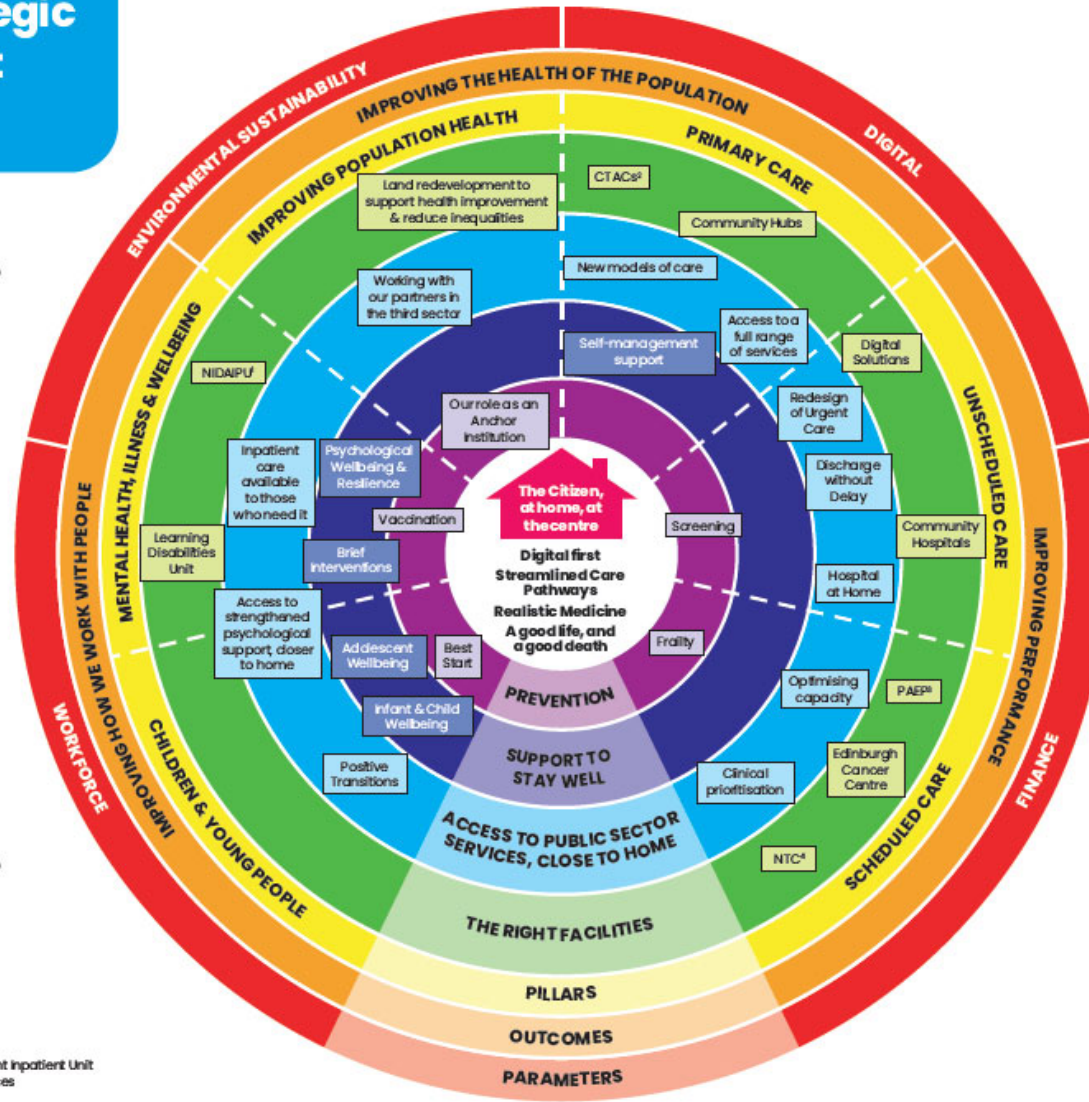 egic
ENVIRONMENTAL SUSTAINABILITY
DIGITAL
WORKFORCE
FINANCE
IMPROVING THE HEALTH OF THE POPULATION
IMPROVING HOW WE WORK WITH PEOPLE
IMPROVING PERFORMANCE
IMPROVING POPULATION HEALTH
PRIMARY CARE
MENTAL HEALTH, ILLNESS & WELLBEING
UNSCHEDULED CARE
CHILDREN & YOUNG PEOPLE
SCHEDULED CARE
Land redevelopment to
support health improvement
& reduce inequalities
CTACs²
Community Hubs
Working with
our partners in
the third sector
New models of care
Self-management
support
Access to a
full range
of services
Digital
Solutions
NIDAIPU¹
Our role as an
Anchor
Institution
Redesign
of Urgent
Care
Inpatient
care
available
to those
who need it
Psychological
Wellbeing &
Resilience
Discharge
without
Delay
The Citizen,
at home, at
the centre
Vaccination
Screening
Learning
Disabilities
Unit
Brief
Interventions
Community
Hospitals
Digital first
Streamlined Care
Pathways
Realistic Medicine
A good life, and
a good death
Hospital
at Home
Access to
strengthened
psychological
support, closer
to home
Adolescent
Wellbeing
Best
Start
Frailty
Optimising
capacity
PAEP³
Infant & Child
Wellbeing
Positive
Transitions
Clinical
prioritisation
Edinburgh
Cancer
Centre
NTC⁴
PREVENTION
SUPPORT TO
STAY WELL
ACCESS TO PUBLIC SECTOR
SERVICES, CLOSE TO HOME
THE RIGHT FACILITIES
PILLARS
OUTCOMES
PARAMETERS
nt Inpatient Unit
ces